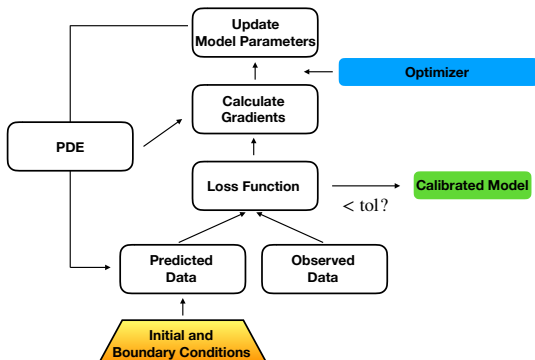 Update
Model Parameters
Optimizer
Calculate
Gradients
PDE
Loss Function
Calibrated Model
< tol?
Predicted
Data
Observed
Data
Initial and
Boundary Conditions